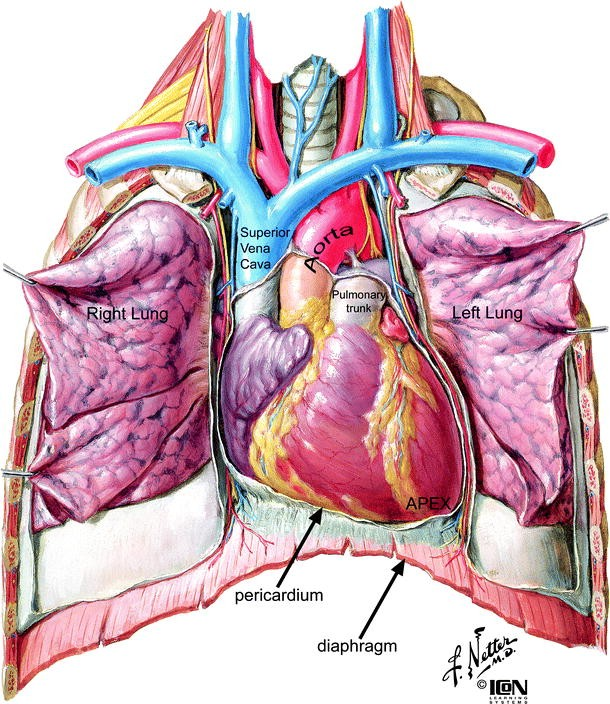 Superior
Vena
Cava
Aorta
Pulmonary
trunk
Right Lung
Left Lung
APEX
pericardium
diaphragm
F. Netter
M.D.
© ICON
LEARNING
SYSTEMS